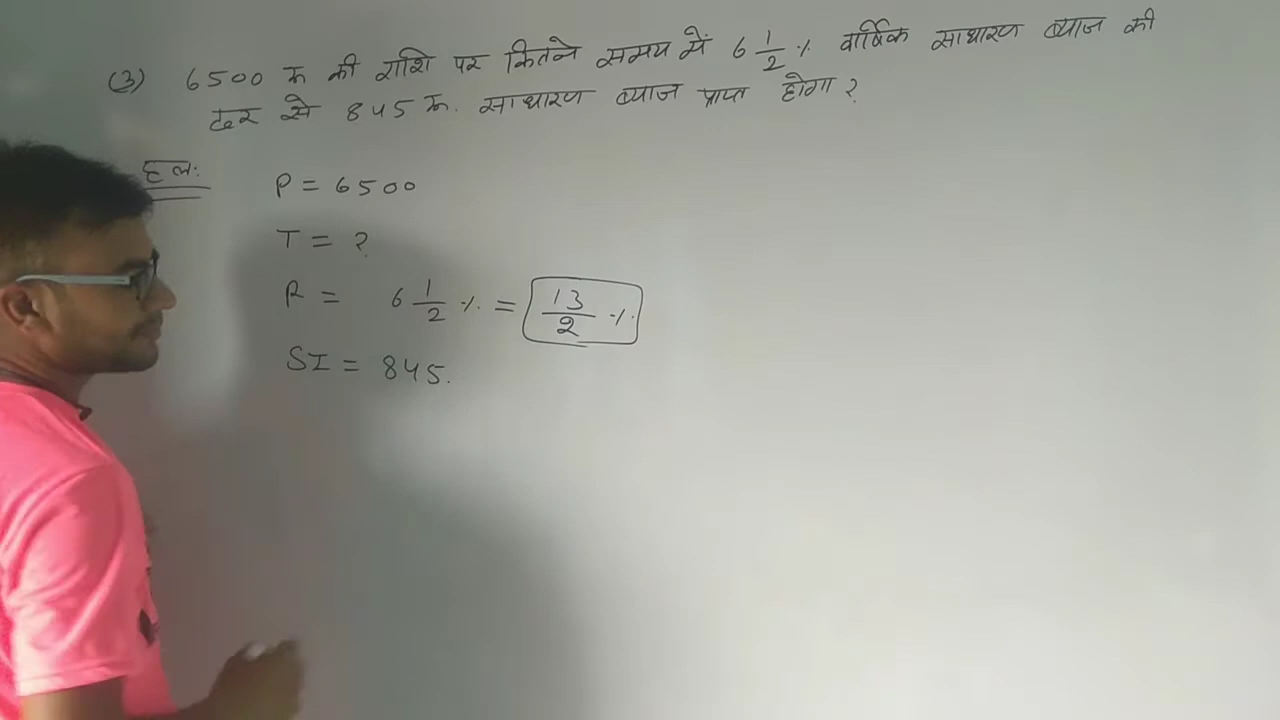 (3) 6500 रू की राशि पर कितने समय में 6 1/2 % वार्षिक साधारण ब्याज की
दर से 845 रू. साधारण ब्याज प्राप्त होगा ?
हल:
P = 6500
T = ?
R = 6 1/2 % = 13/2 %
SI = 845.